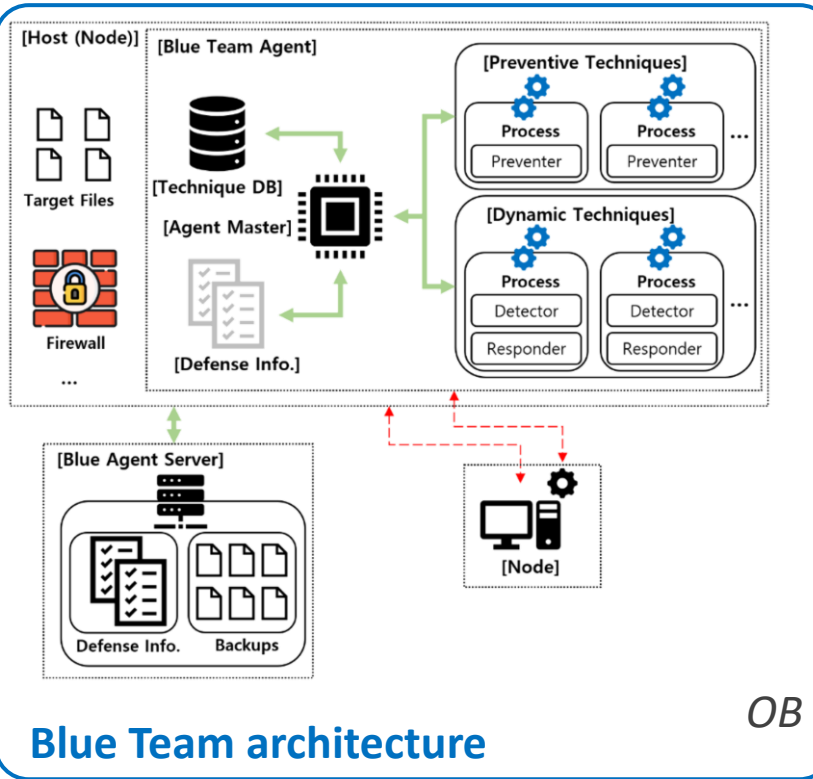 [Host (Node)]
[Blue Team Agent]
[Preventive Techniques]
Process
Preventer
Process
Preventer
...
Target Files
[Technique DB]
[Agent Master]
[Dynamic Techniques]
Process
Detector
Responder
Process
Detector
Responder
...
Firewall
...
[Defense Info.]
[Blue Agent Server]
Defense Info.
Backups
[Node]
OB
Blue Team architecture